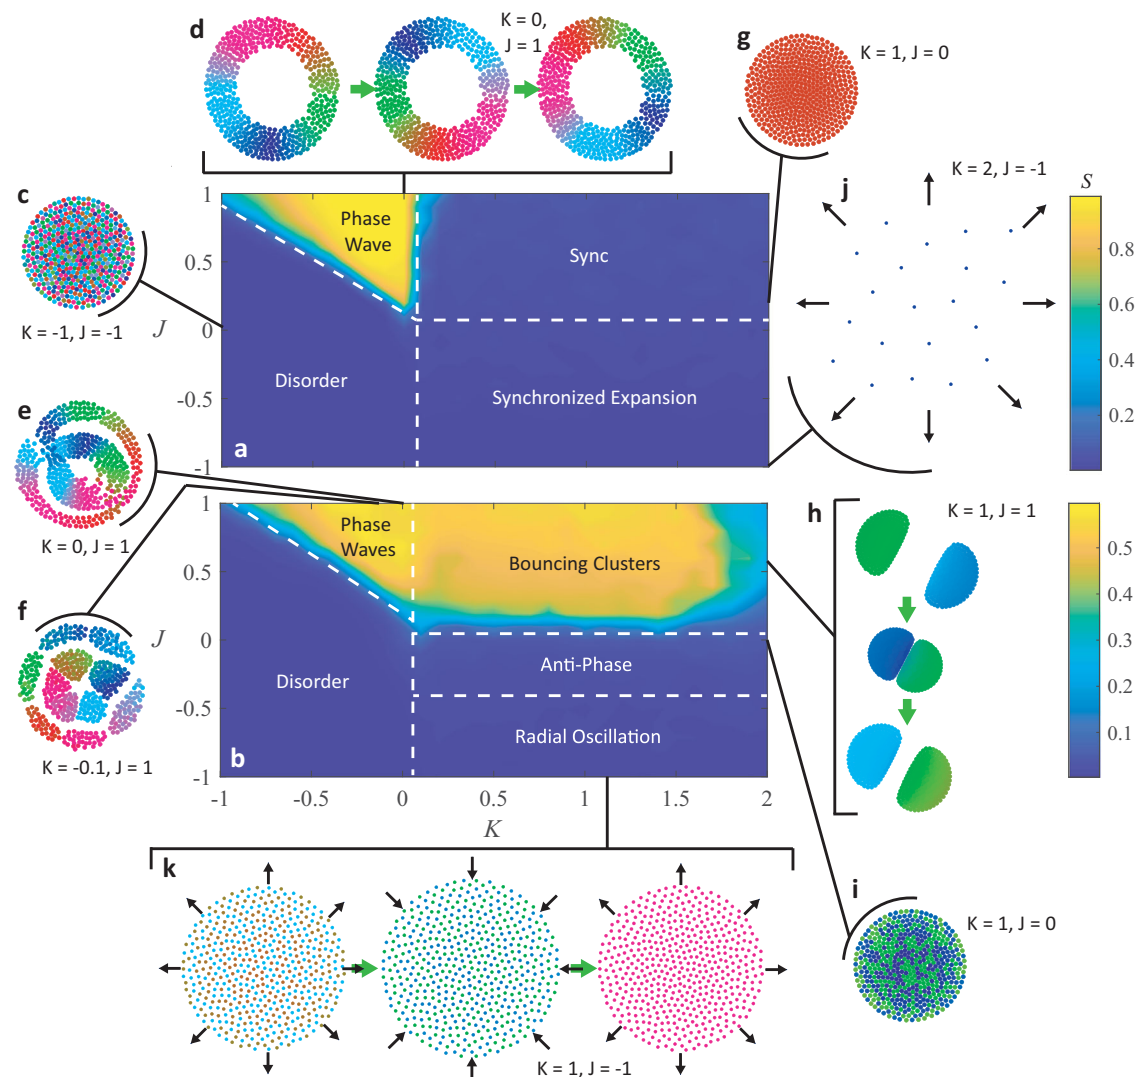 d
K = 0,
J = 1
g
K = 1, J = 0
c
K = -1, J = -1
j
K = 2, J = -1
S
0.8
0.6
0.4
0.2
1
0.5
0
-0.5
-1
J
Phase
Wave
Sync
Disorder
Synchronized Expansion
a
e
K = 0, J = 1
f
K = -0.1, J = 1
1
0.5
0
-0.5
-1
J
Phase
Waves
Bouncing Clusters
Anti-Phase
Disorder
Radial Oscillation
b
-1
-0.5
0
0.5
1
1.5
2
K
h
K = 1, J = 1
0.5
0.4
0.3
0.2
0.1
k
K = 1, J = -1
i
K = 1, J = 0